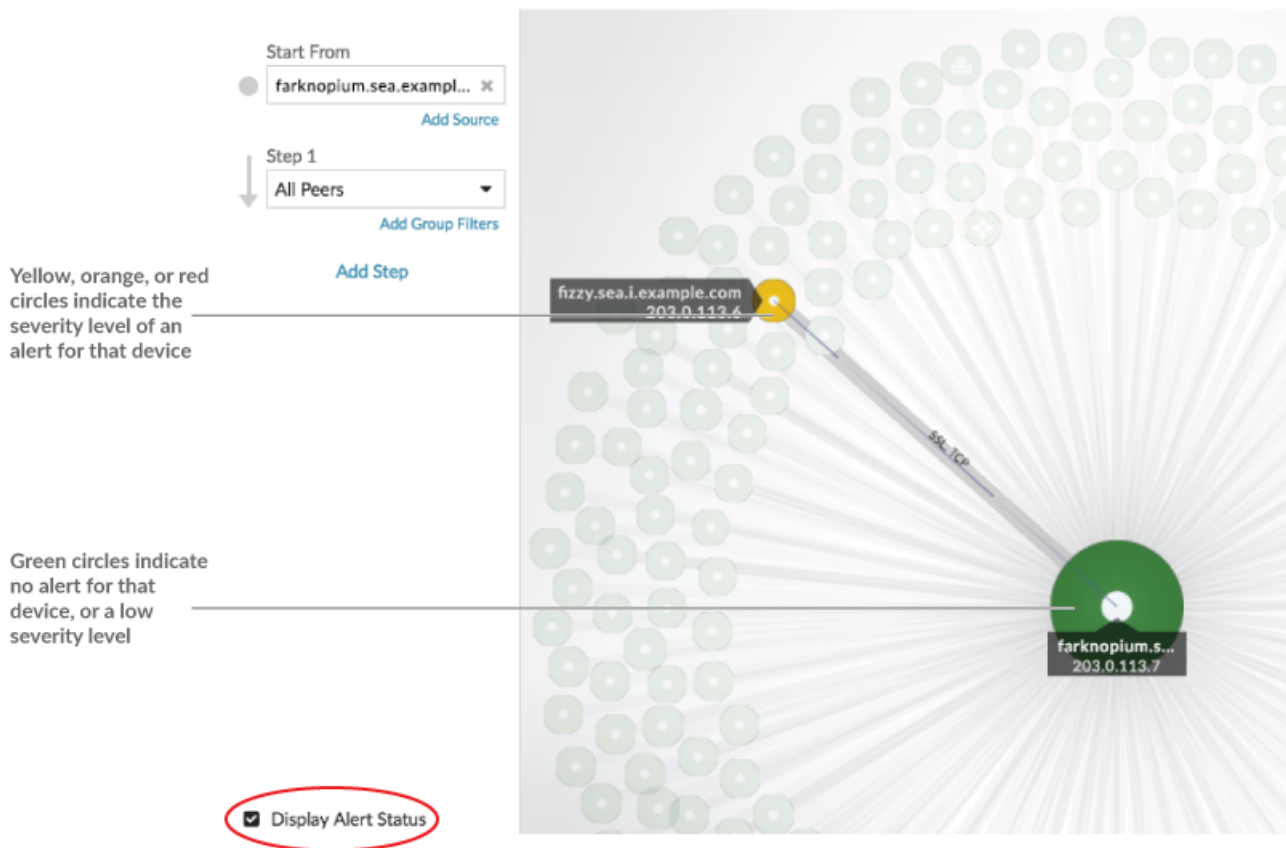 Start From
farknopium.sea.exampl... ×
Add Source
Step 1
All Peers
Add Group Filters
Add Step
Yellow, orange, or red
circles indicate the
severity level of an
alert for that device
fizzy.sea.i.example.com
203.0.113.6
SSL, TCP
Green circles indicate
no alert for that
device, or a low
severity level
farknopium.s...
203.0.113.7
Display Alert Status